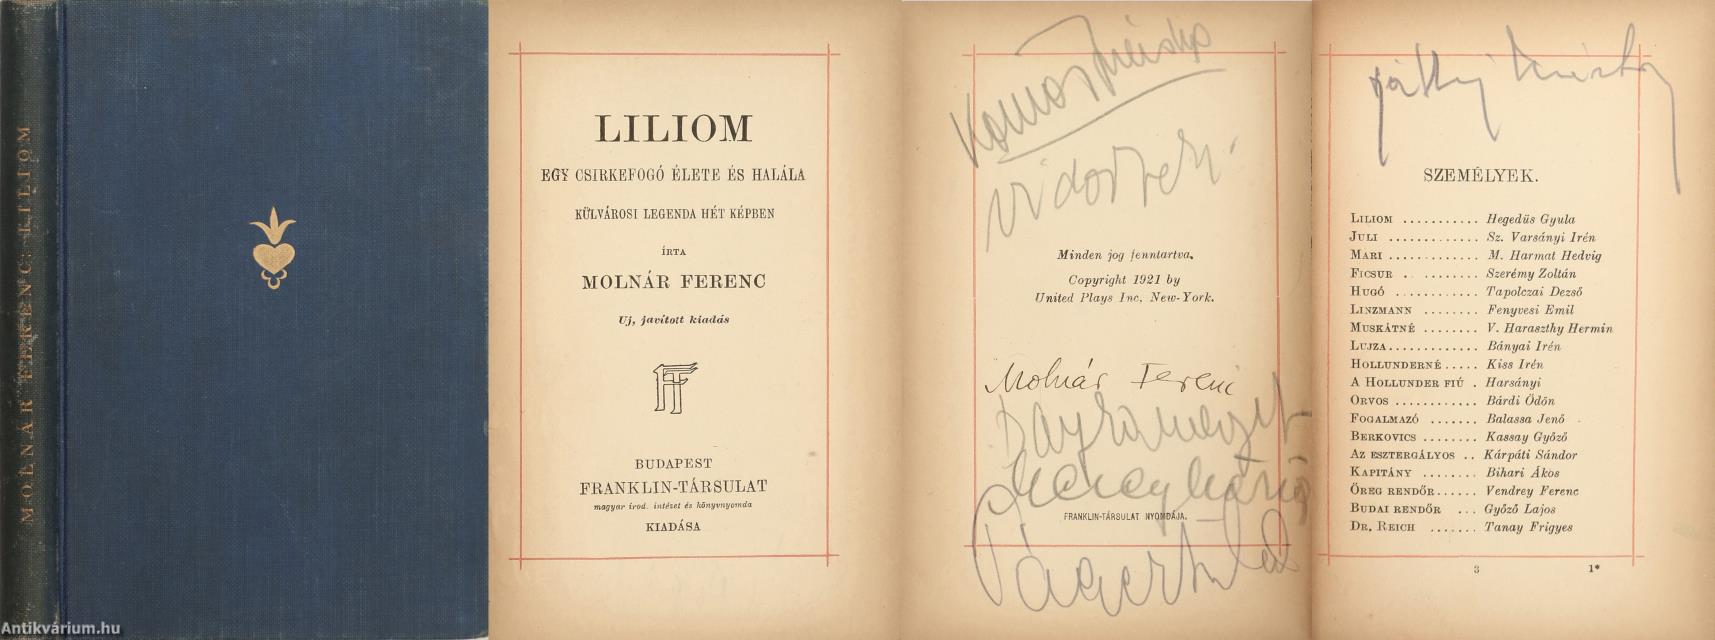 MOLNÁR FERENC: LILIOM
LILIOM
EGY CSIRKEFOGÓ ÉLETE ÉS HALÁLA
KÜLVÁROSI LEGENDA HÉT KÉPBEN
ÍRTA
MOLNÁR FERENC
Uj, javított kiadás
FT
BUDAPEST
FRANKLIN-TÁRSULAT
magyar irod. intézet és könyvnyomda
KIADÁSA
Minden jog fenntartva.
Copyright 1921 by
United Plays Inc. New-York.
Molnár Ferenc
FRANKLIN-TÁRSULAT NYOMDÁJA.
SZEMÉLYEK.
LILIOM ........... Hegedüs Gyula
JULI ............. Sz. Varsányi Irén
MARI ............. M. Harmat Hedvig
FICSUR . ........ Szerémy Zoltán
HUGÓ ............ Tapolczai Dezső
LINZMANN ........ Fenyvesi Emil
MUSKÁTNÉ ........ V. Haraszthy Hermin
LUJZA............. Bányai Irén
HOLLUNDERNÉ..... Kiss Irén
A HOLLUNDER FIÚ . Harsányi
ORVOS ............ Bárdi Ödön
FOGALMAZÓ ....... Balassa Jenő
BERKOVICS ........ Kassay Győző
AZ ESZTERGÁLYOS .. Kárpáti Sándor
KAPITÁNY ........ Bihari Ákos
ÖREG RENDŐR...... Vendrey Ferenc
BUDAI RENDŐR ... Győző Lajos
DR. REICH ....... Tanay Frigyes
3 1*
Antikvárium.hu